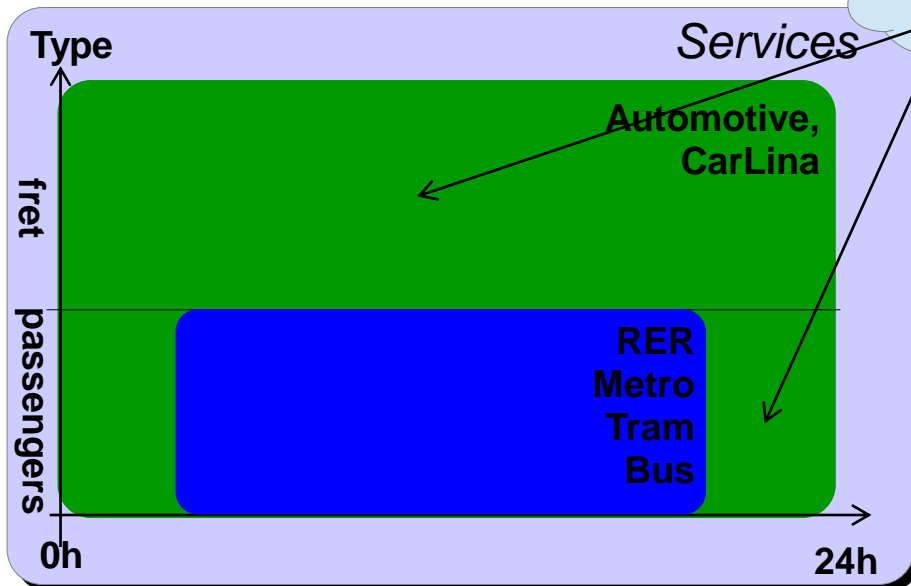 Type
Services
Automotive,
CarLina
fret
passengers
RER
Metro
Tram
Bus
0h
24h